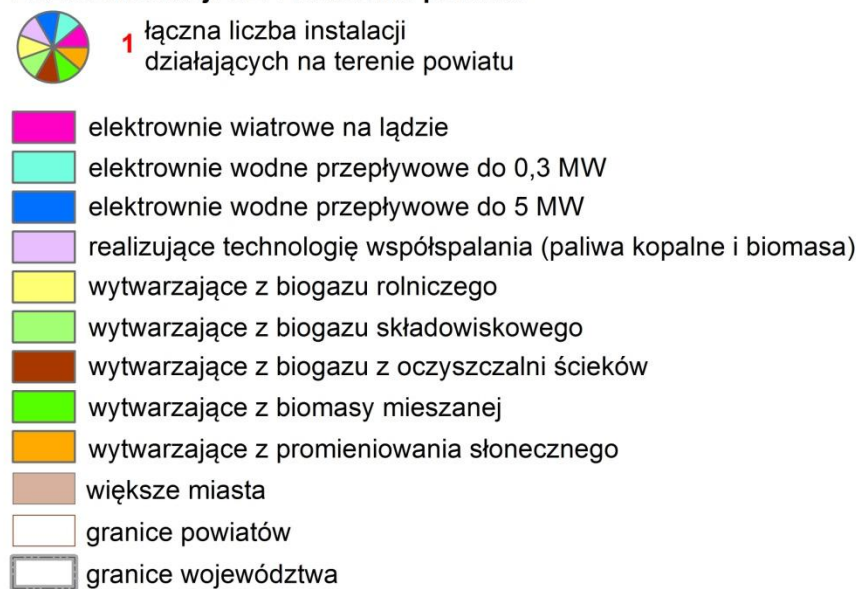 1 łączna liczba instalacji
działających na terenie powiatu
elektrownie wiatrowe na lądzie
elektrownie wodne przepływowe do 0,3 MW
elektrownie wodne przepływowe do 5 MW
realizujące technologię współspalania (paliwa kopalne i biomasa)
wytwarzające z biogazu rolniczego
wytwarzające z biogazu składowiskowego
wytwarzające z biogazu z oczyszczalni ścieków
wytwarzające z biomasy mieszanej
wytwarzające z promieniowania słonecznego
większe miasta
granice powiatów
granice województwa